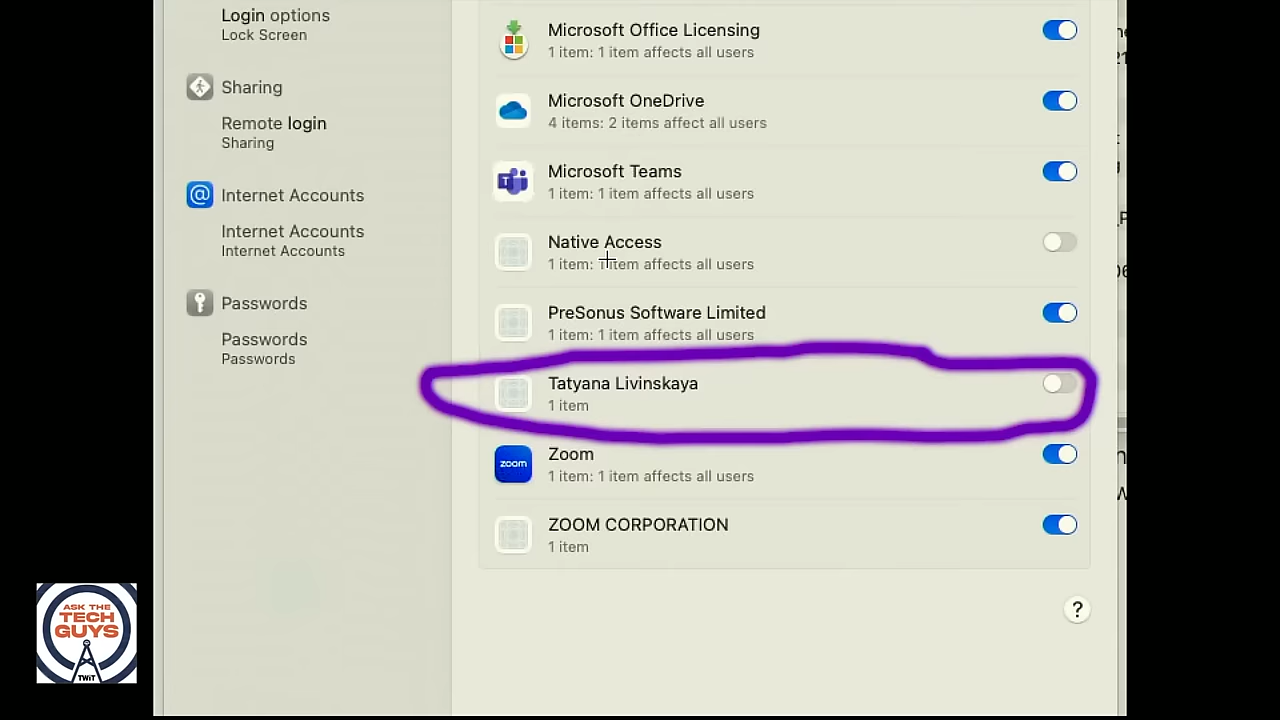 Login options
Lock Screen
Sharing
Remote login
Sharing
Internet Accounts
Internet Accounts
Internet Accounts
Passwords
Passwords
Passwords
Microsoft Office Licensing
1 item: 1 item affects all users
Microsoft OneDrive
4 items: 2 items affect all users
Microsoft Teams
1 item: 1 item affects all users
Native Access
1 item: 1 item affects all users
PreSonus Software Limited
1 item: 1 item affects all users
Tatyana Livinskaya
1 item
Zoom
1 item: 1 item affects all users
ZOOM CORPORATION
1 item
zoom
?
ASK THE
TECH
GUYS
TWiT